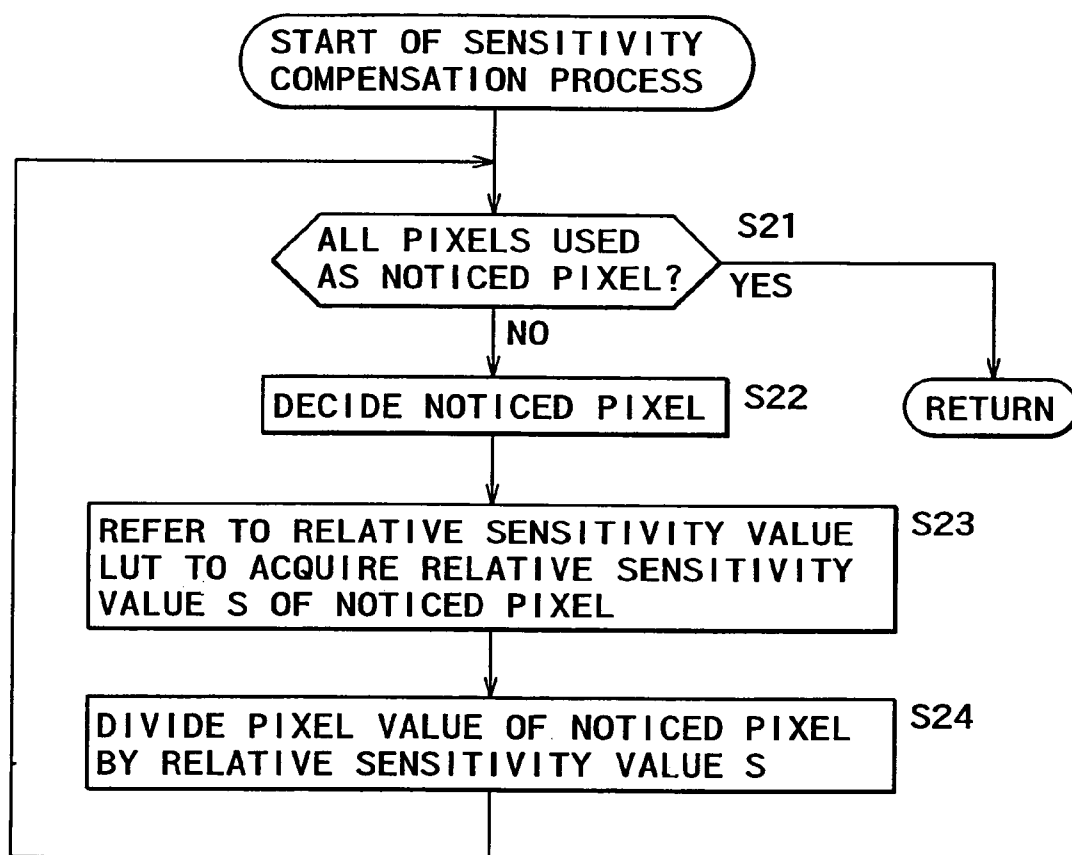 START OF SENSITIVITY
COMPENSATION PROCESS
ALL PIXELS USED
AS NOTICED PIXEL?
S21
YES
NO
DECIDE NOTICED PIXEL
S22
RETURN
REFER TO RELATIVE SENSITIVITY VALUE
LUT TO ACQUIRE RELATIVE SENSITIVITY
VALUE S OF NOTICED PIXEL
S23
DIVIDE PIXEL VALUE OF NOTICED PIXEL
BY RELATIVE SENSITIVITY VALUE S
S24